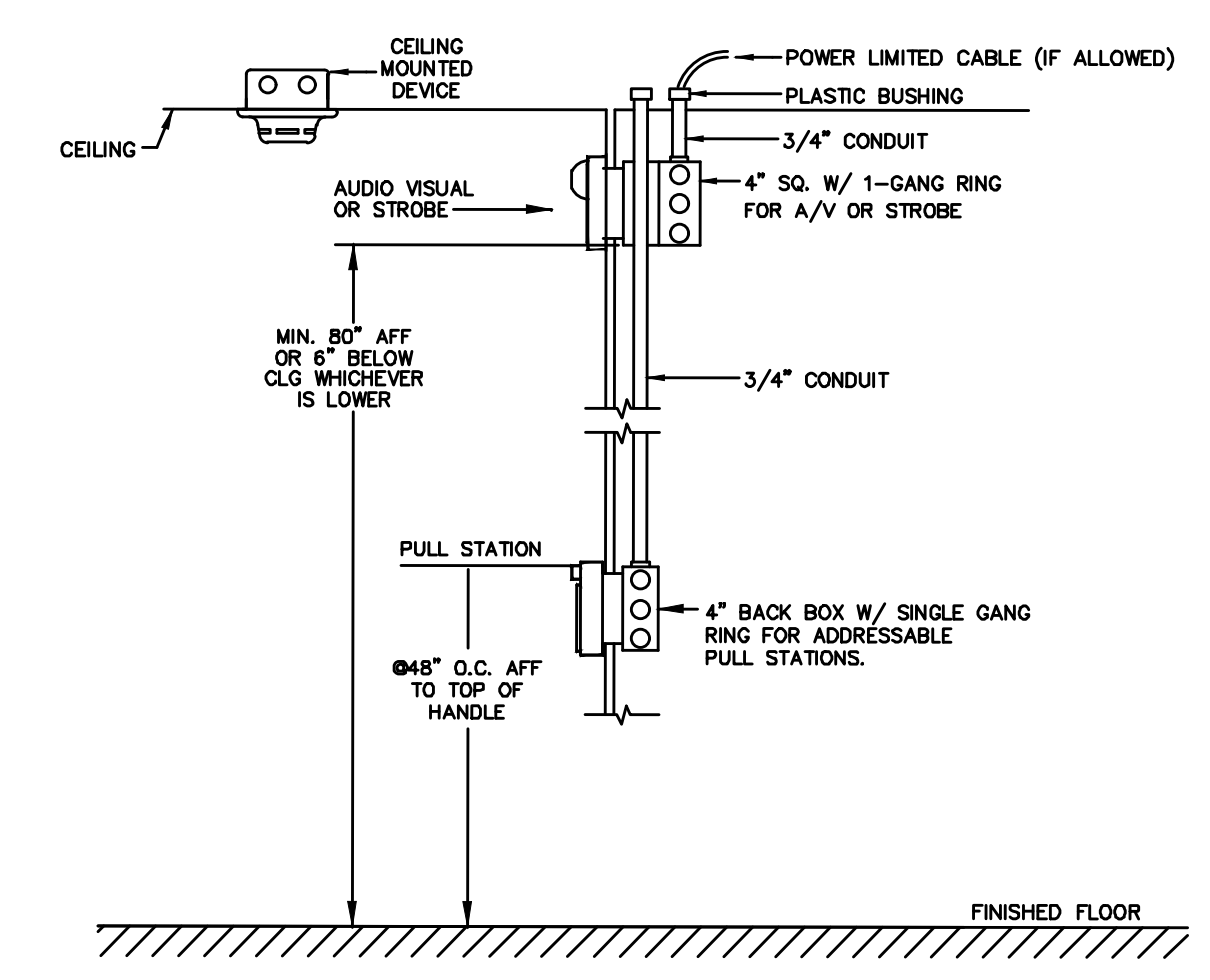 CEILING
MOUNTED
DEVICE
POWER LIMITED CABLE (IF ALLOWED)
PLASTIC BUSHING
CEILING
3/4" CONDUIT
AUDIO VISUAL
OR STROBE
4" SQ. W/ 1-GANG RING
FOR A/V OR STROBE
MIN. 80" AFF
OR 6" BELOW
CLG WHICHEVER
IS LOWER
3/4" CONDUIT
PULL STATION
4" BACK BOX W/ SINGLE GANG
RING FOR ADDRESSABLE
PULL STATIONS.
@48" O.C. AFF
TO TOP OF
HANDLE
FINISHED FLOOR